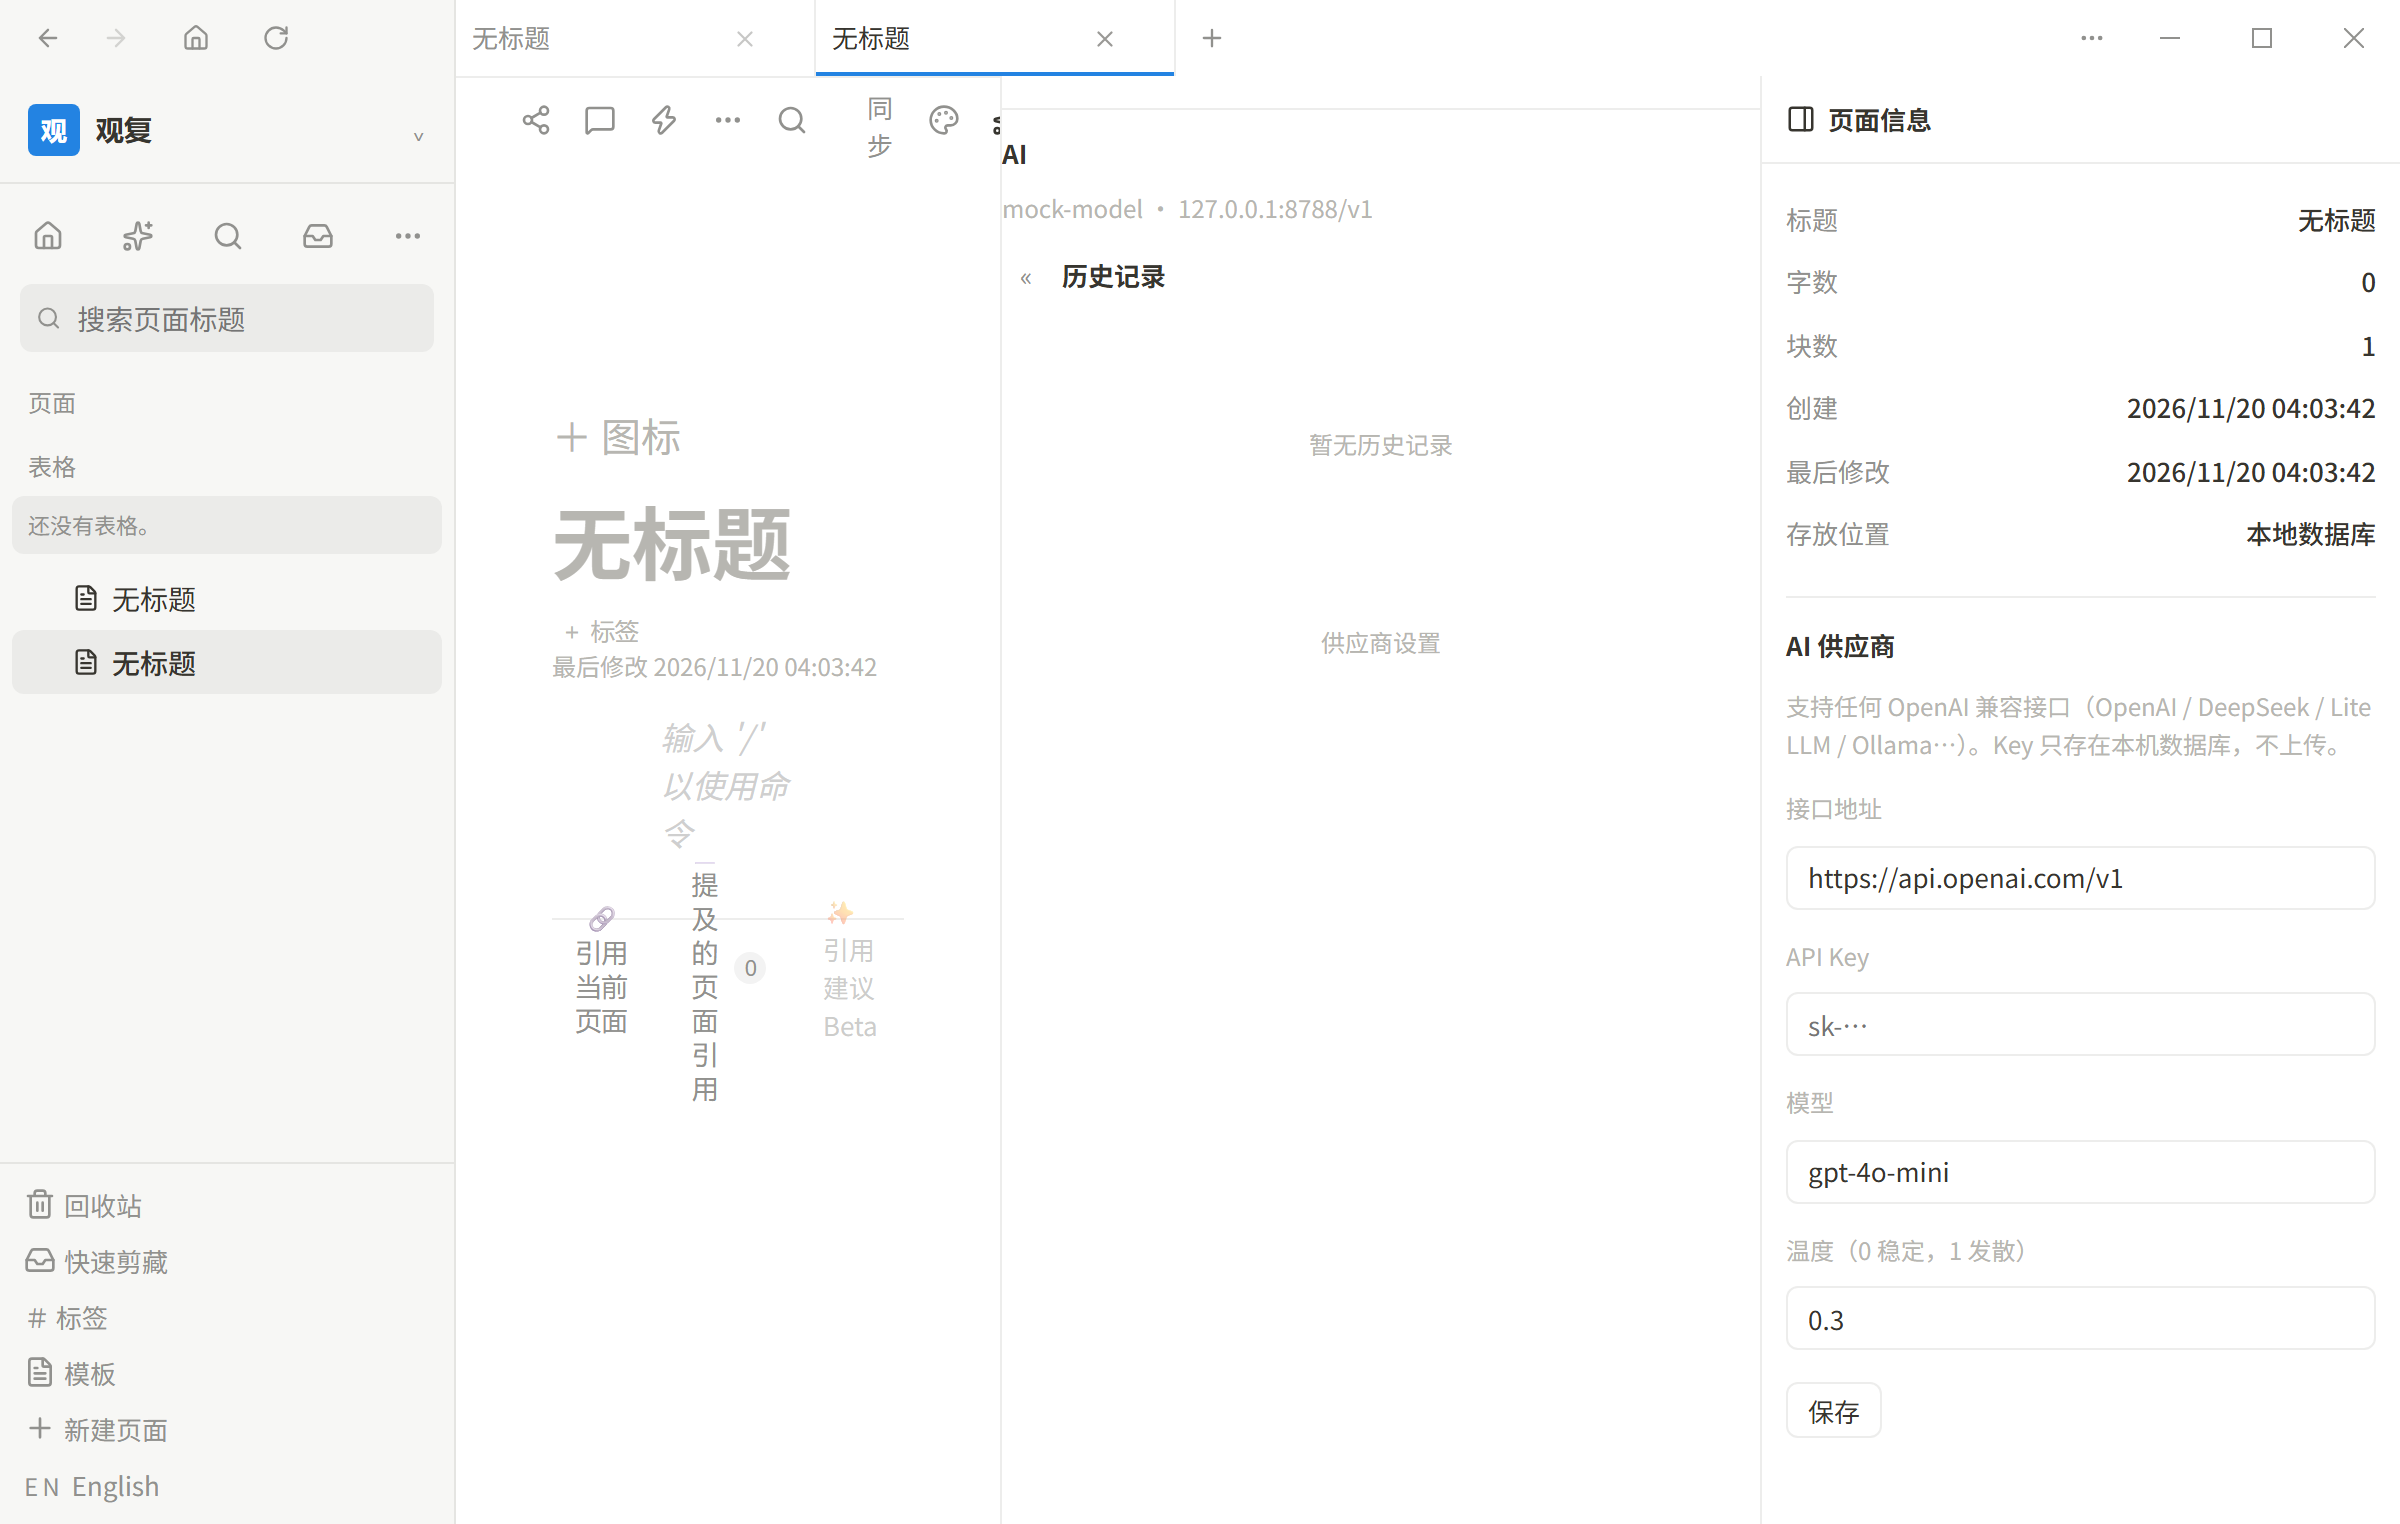 无标题
无标题
观 观复
搜索页面标题
页面
表格
还没有表格。
无标题
无标题
回收站
快速剪藏
# 标签
模板
新建页面
EN English
同
步
+ 图标
无标题
+ 标签
最后修改 2026/11/20 04:03:42
输入 '/'
以使用命
令
🔗
引用
当前
页面
提
及
的
页
面
引
用
0
✨
引用
建议
Beta
AI
mock-model • 127.0.0.1:8788/v1
« 历史记录
暂无历史记录
供应商设置
页面信息
标题 无标题
字数 0
块数 1
创建 2026/11/20 04:03:42
最后修改 2026/11/20 04:03:42
存放位置 本地数据库
AI 供应商
支持任何 OpenAI 兼容接口（OpenAI / DeepSeek / Lite
LLM / Ollama…）。Key 只存在本机数据库，不上传。
接口地址
https://api.openai.com/v1
API Key
sk-…
模型
gpt-4o-mini
温度（0 稳定，1 发散）
0.3
保存